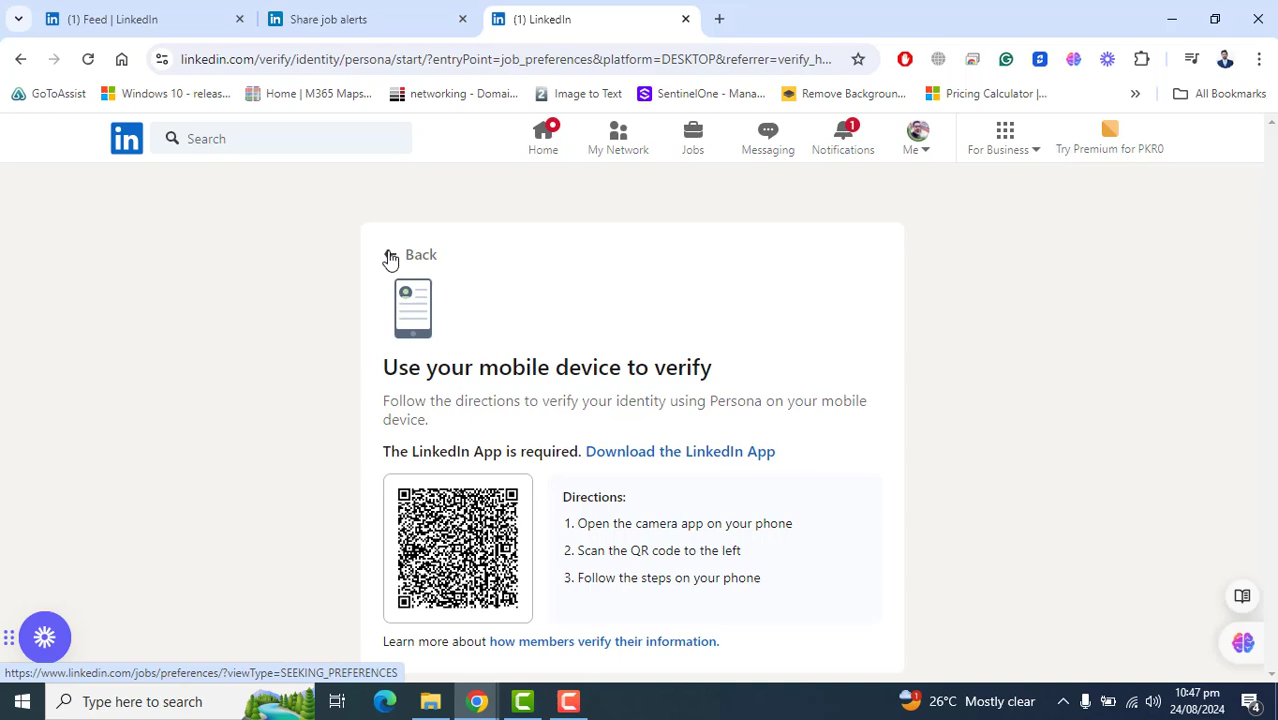 (1) Feed | LinkedIn
Share job alerts
(1) LinkedIn
linkedin.com/verify/identity/persona/start/?entryPoint=job_preferences&platform=DESKTOP&referrer=verify_h...
GoToAssist
Windows 10 - releas...
Home | M365 Maps...
networking - Domai...
Image to Text
SentinelOne - Mana...
Remove Backgroun...
Pricing Calculator |...
All Bookmarks
in
Search
Home
My Network
Jobs
Messaging
1
Notifications
Me
For Business
Try Premium for PKR0
Back
Use your mobile device to verify
Follow the directions to verify your identity using Persona on your mobile
device.
The LinkedIn App is required. Download the LinkedIn App
Directions:
1. Open the camera app on your phone
2. Scan the QR code to the left
3. Follow the steps on your phone
Learn more about how members verify their information.
https://www.linkedin.com/jobs/preferences/?viewType=SEEKING_PREFERENCES
Type here to search
26°C Mostly clear
10:47 pm
24/08/2024
4